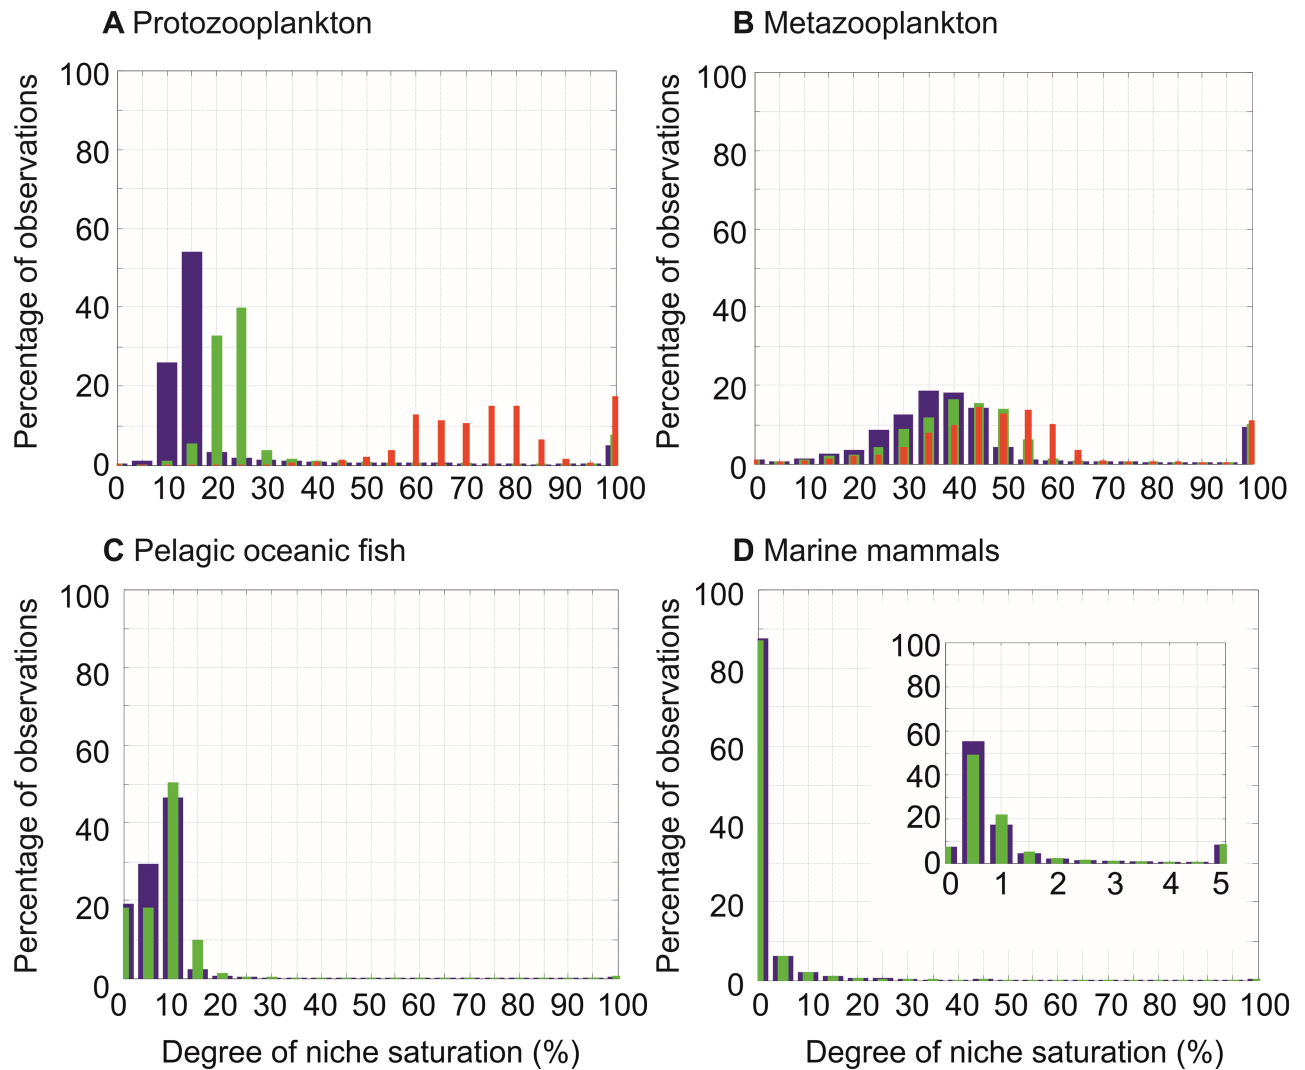 A Protozooplankton
Percentage of observations
100
80
60
40
20
0
0 10 20 30 40 50 60 70 80 90 100
B Metazooplankton
Percentage of observations
100
80
60
40
20
0
0 10 20 30 40 50 60 70 80 90 100
C Pelagic oceanic fish
Percentage of observations
100
80
60
40
20
0
0 10 20 30 40 50 60 70 80 90 100
Degree of niche saturation (%)
D Marine mammals
Percentage of observations
100
80
60
40
20
0
0 10 20 30 40 50 60 70 80 90 100
Degree of niche saturation (%)
100
80
60
40
20
0
0 1 2 3 4 5